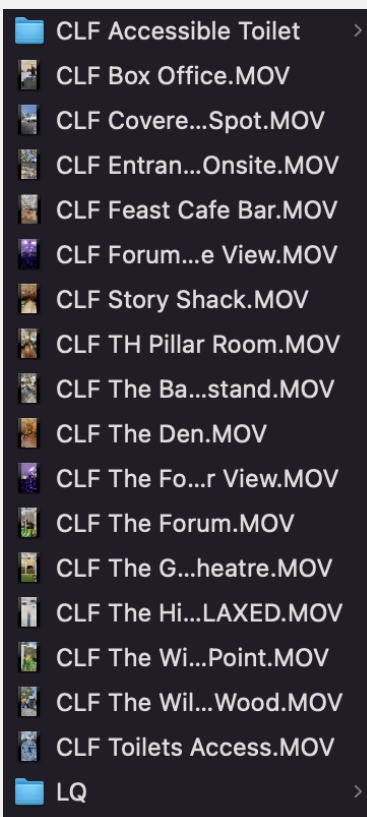 CLF Accessible Toilet
CLF Box Office.MOV
CLF Covere...Spot.MOV
CLF Entran...Onsite.MOV
CLF Feast Cafe Bar.MOV
CLF Forum...e View.MOV
CLF Story Shack.MOV
CLF TH Pillar Room.MOV
CLF The Ba...stand.MOV
CLF The Den.MOV
CLF The Fo...r View.MOV
CLF The Forum.MOV
CLF The G...heatre.MOV
CLF The Hi...LAXED.MOV
CLF The Wi...Point.MOV
CLF The Wil...Wood.MOV
CLF Toilets Access.MOV
LQ